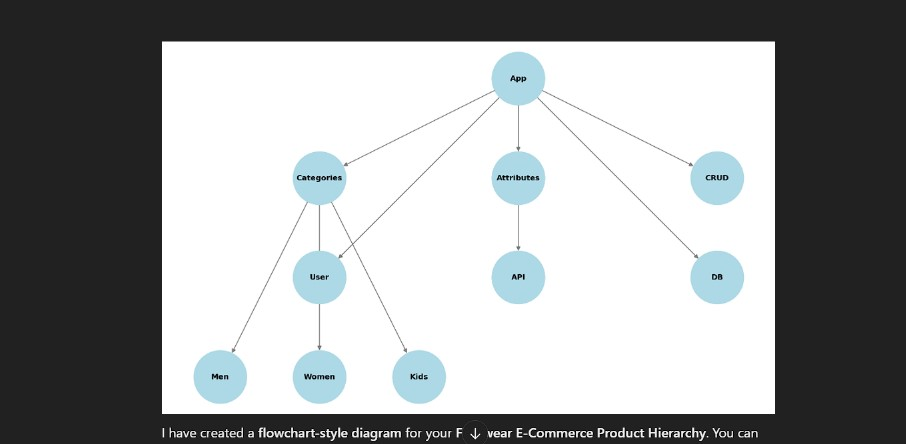 App
Categories
Attributes
CRUD
User
API
DB
Men
Women
Kids
I have created a flowchart-style diagram for your wear E-Commerce Product Hierarchy. You can